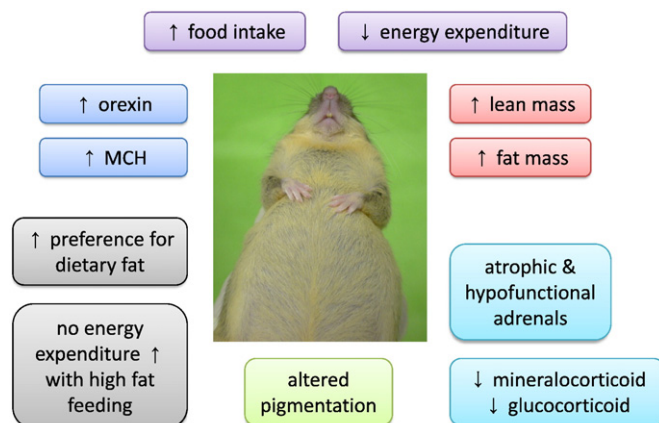 ↑ food intake
↓ energy expenditure
↑ orexin
↑ MCH
↑ lean mass
↑ fat mass
↑ preference for
dietary fat
no energy
expenditure ↑
with high fat
feeding
atrophic &
hypofunctional
adrenals
altered
pigmentation
↓ mineralocorticoid
↓ glucocorticoid